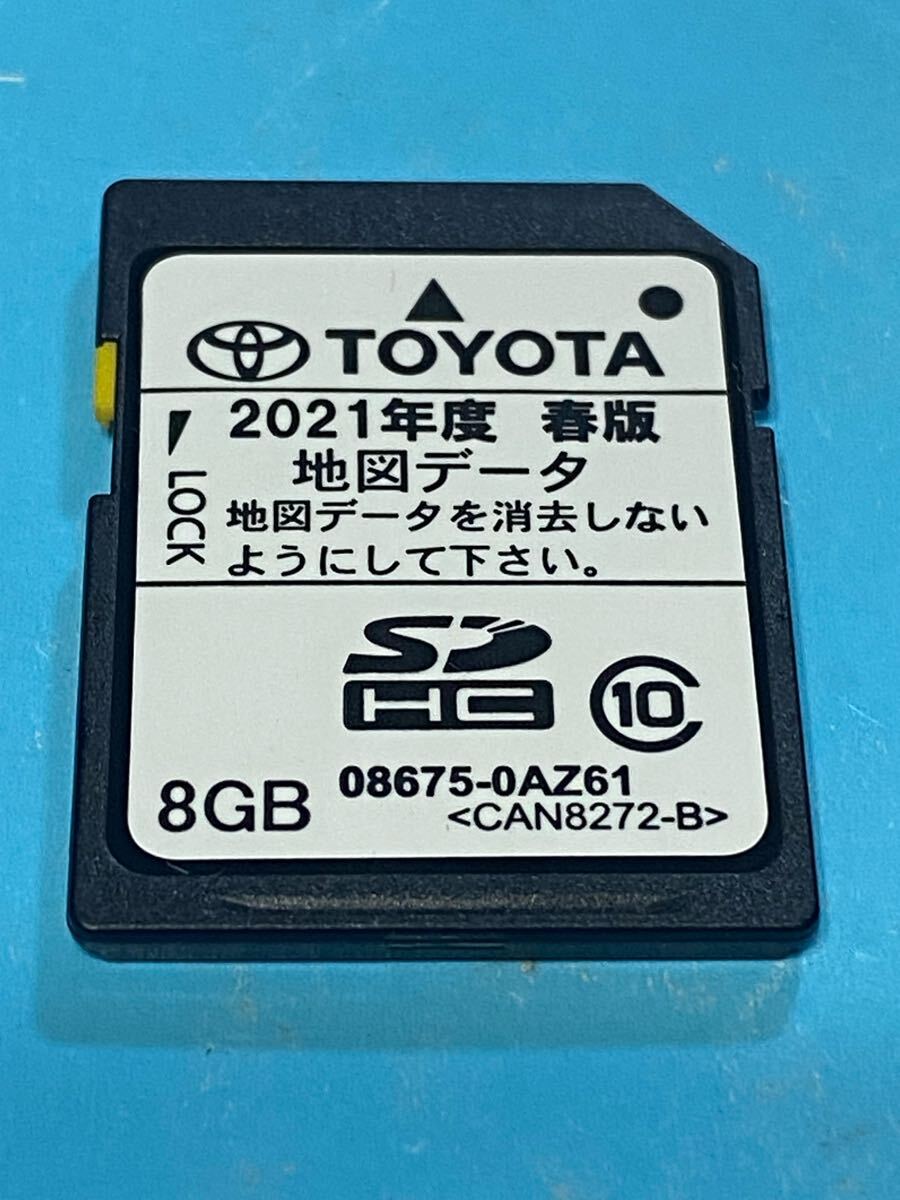 TOYOTA
2021年度 春版
地図データ
地図データを消去しない
ようにして下さい。
LOCK
SD
HC
10
8GB
08675-0AZ61
<CAN8272-B>